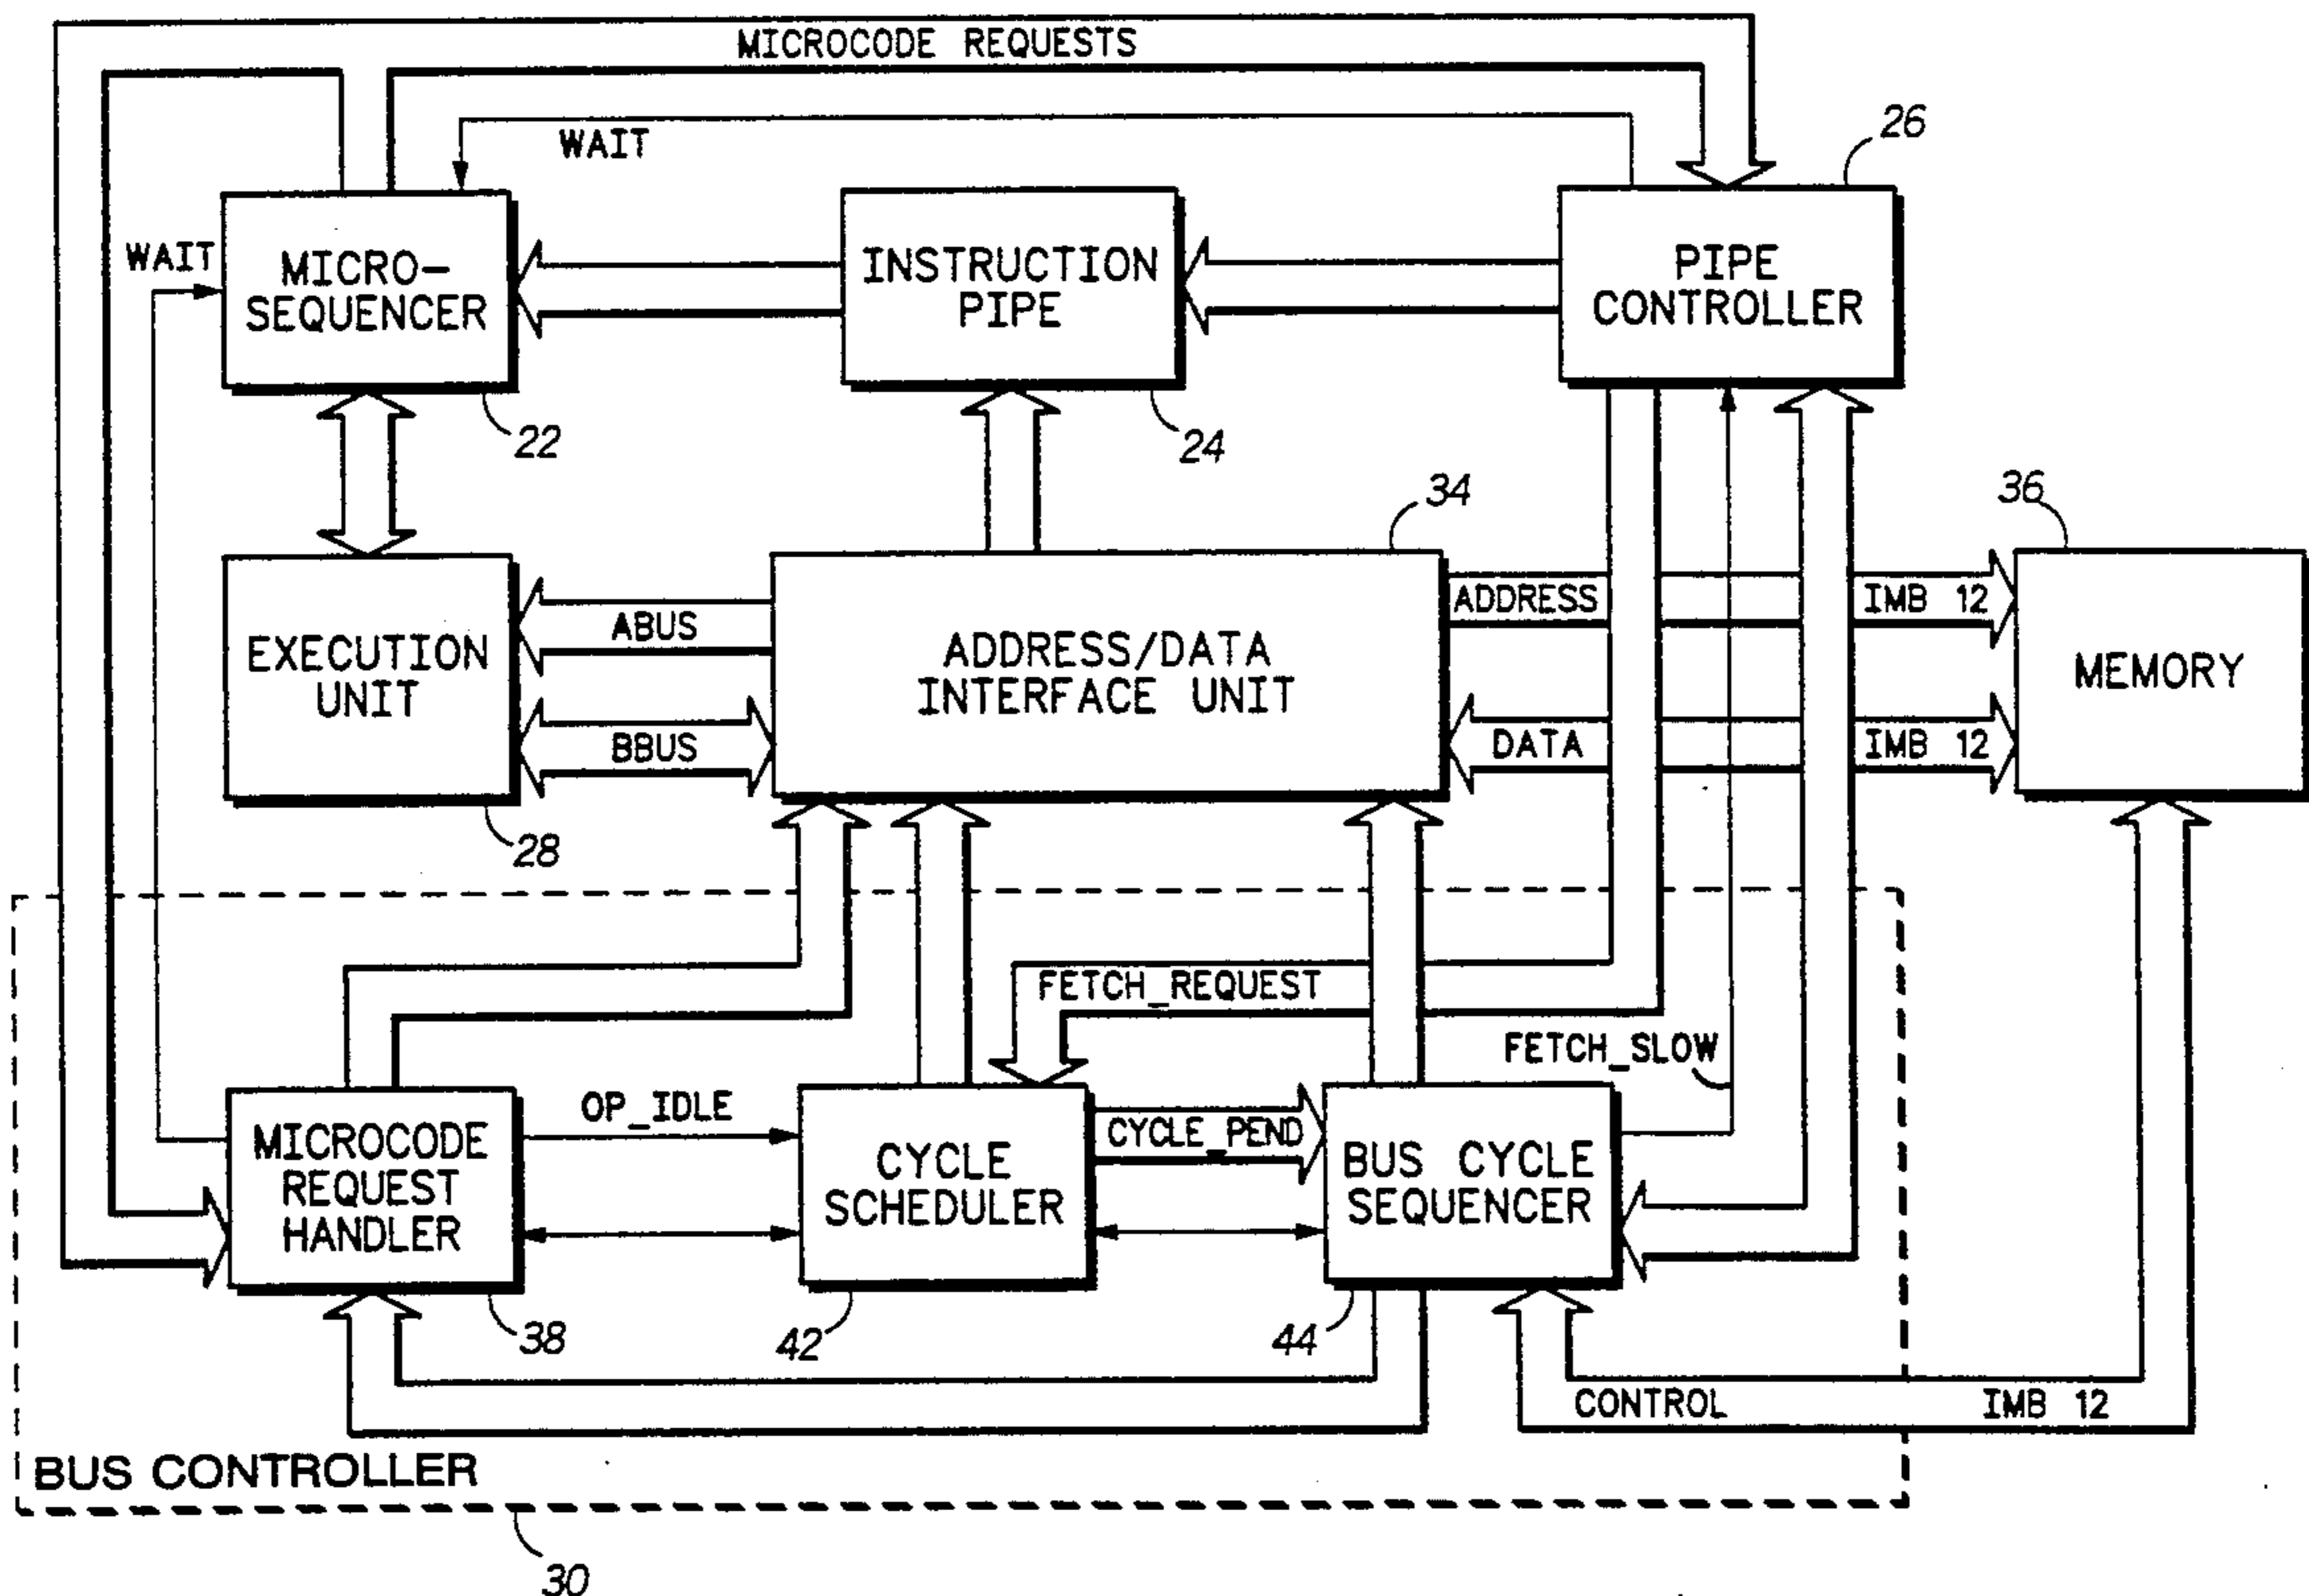 MICROCODE REQUESTS
WAIT
26
WAIT
MICRO-
SEQUENCER
INSTRUCTION
PIPE
PIPE
CONTROLLER
22
24
34
36
EXECUTION
UNIT
ABUS
BBUS
ADDRESS/DATA
INTERFACE UNIT
ADDRESS
IMB 12
DATA
IMB 12
MEMORY
28
FETCH_REQUEST
FETCH_SLOW
MICROCODE
REQUEST
HANDLER
OP_IDLE
CYCLE
SCHEDULER
CYCLE_PEND
BUS CYCLE
SEQUENCER
38
42
44
CONTROL
IMB 12
BUS CONTROLLER
30